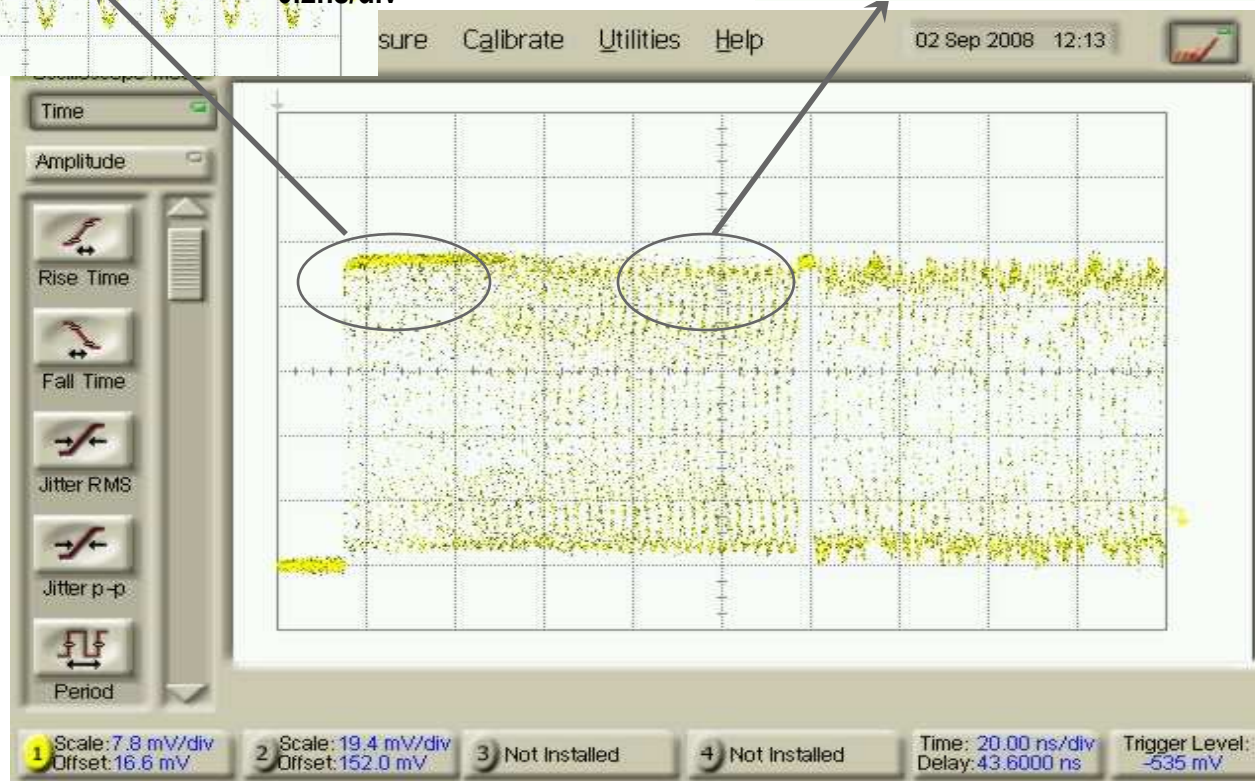 sure Calibrate Utilities Help 02 Sep 2008 12:13
Time
Amplitude
Rise Time
Fall Time
Jitter RMS
Jitter p-p
Period
1 Scale: 7.8 mV/div
Offset: 16.6 mV
2 Scale: 19.4 mV/div
Offset: 152.0 mV
3 Not Installed
4 Not Installed
Time: 20.00 ns/div
Delay: 43.6000 ns
Trigger Level:
-535 mV